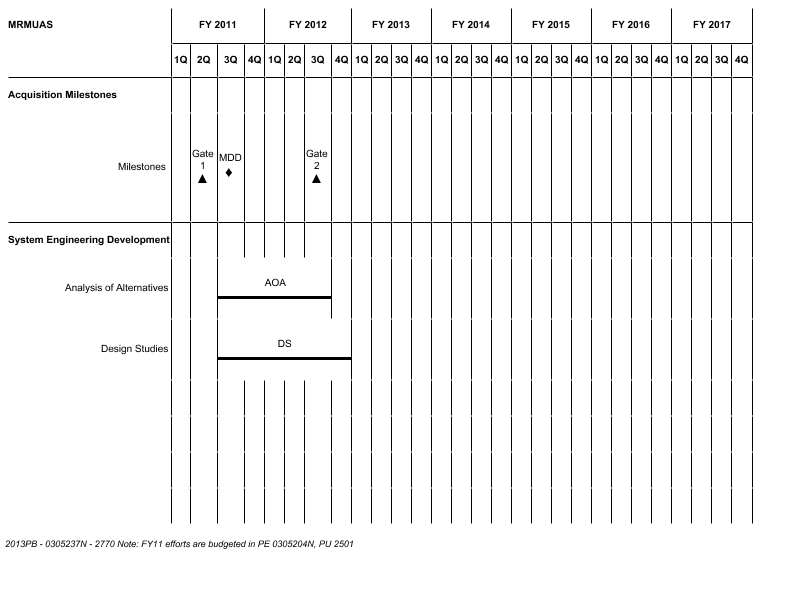 MRMUAS FY 2011 FY 2012 FY 2013 FY 2014 FY 2015 FY 2016 FY 2017
1Q 2Q 3Q 4Q 1Q 2Q 3Q 4Q 1Q 2Q 3Q 4Q 1Q 2Q 3Q 4Q 1Q 2Q 3Q 4Q 1Q 2Q 3Q 4Q 1Q 2Q 3Q 4Q
Acquisition Milestones
Milestones
Gate
1
MDD
Gate
2
System Engineering Development
Analysis of Alternatives
AOA
Design Studies
DS
2013PB - 0305237N - 2770 Note: FY11 efforts are budgeted in PE 0305204N, PU 2501